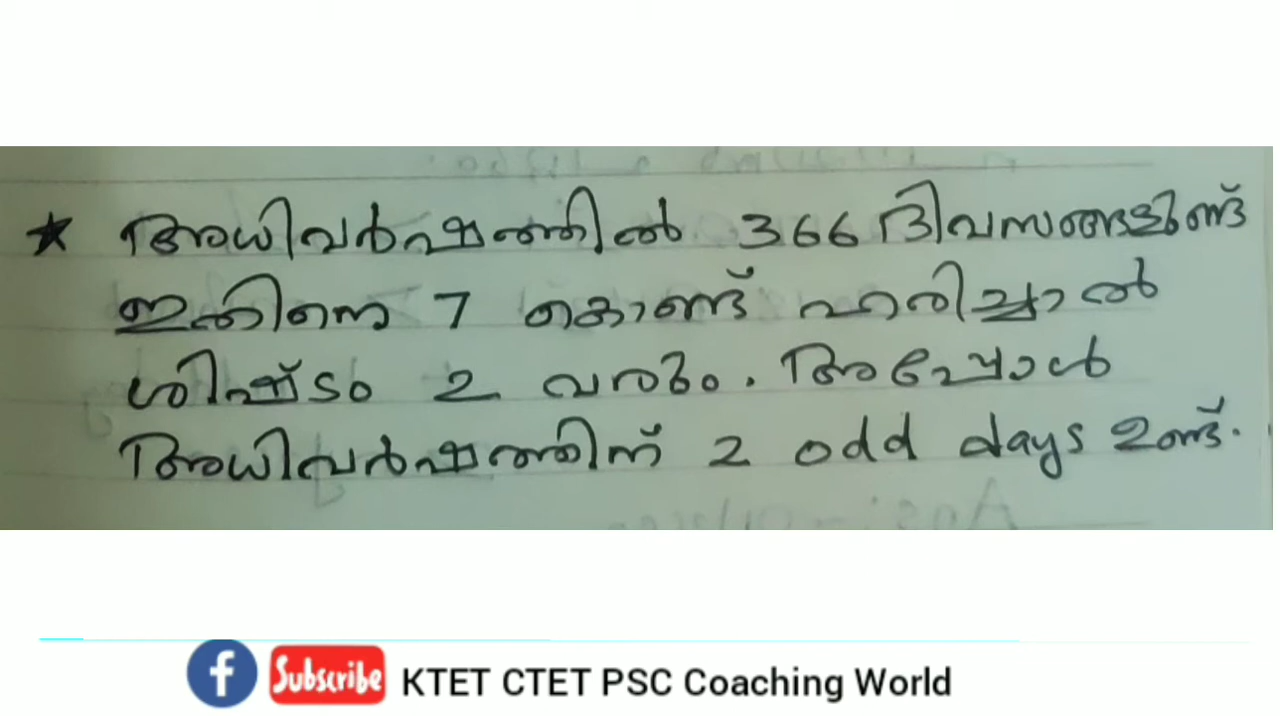 ★ അധിവർഷത്തിൽ 366 ദിവസങ്ങളുണ്ട്
ഇതിനെ 7 കൊണ്ട് ഹരിച്ചാൽ
ശിഷ്ടം 2 വരും. അപ്പോൾ
അധിവർഷത്തിന് 2 odd days ഉണ്ട്.
f Subscribe KTET CTET PSC Coaching World